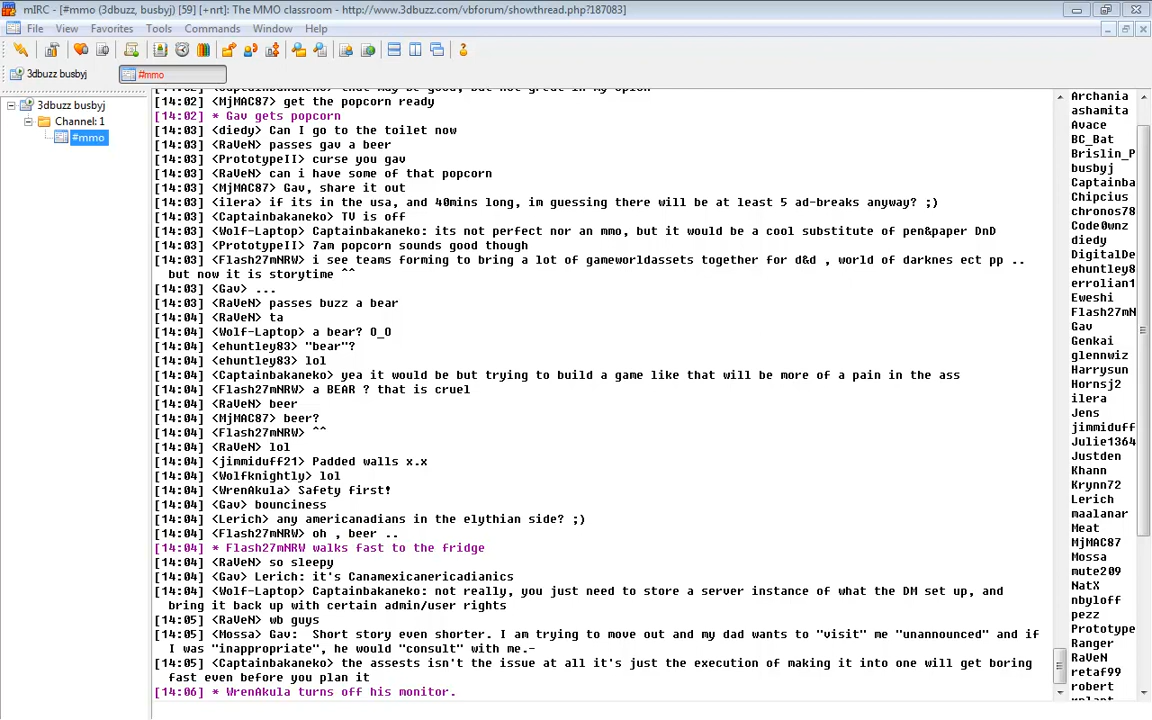 mIRC - [#mmo (3dbuzz, busbyj) [59] [+nrt]: The MMO classroom - http://www.3dbuzz.com/vbforum/showthread.php?187083]
File View Favorites Tools Commands Window Help
3dbuzz busbyj #mmo
3dbuzz busbyj
Channel: 1
#mmo
[14:02] <MjMAC87> get the popcorn ready
[14:02] * Gav gets popcorn
[14:03] <diedy> Can I go to the toilet now
[14:03] <RaVeN> passes gav a beer
[14:03] <PrototypeII> curse you gav
[14:03] <RaVeN> can i have some of that popcorn
[14:03] <MjMAC87> Gav, share it out
[14:03] <ilera> if its in the usa, and 40mins long, im guessing there will be at least 5 ad-breaks anyway? ;)
[14:03] <Captainbakaneko> TV is off
[14:03] <Wolf-Laptop> Captainbakaneko: its not perfect nor an mmo, but it would be a cool substitute of pen&paper DnD
[14:03] <PrototypeII> 7am popcorn sounds good though
[14:03] <Flash27mNRW> i see teams forming to bring a lot of gameworldassets together for d&d , world of darknes ect pp ..
but now it is storytime ^^
[14:03] <Gav> ...
[14:03] <RaVeN> passes buzz a bear
[14:04] <RaVeN> ta
[14:04] <Wolf-Laptop> a bear? O_O
[14:04] <ehuntley83> "bear"?
[14:04] <ehuntley83> lol
[14:04] <Captainbakaneko> yea it would be but trying to build a game like that will be more of a pain in the ass
[14:04] <Flash27mNRW> a BEAR ? that is cruel
[14:04] <RaVeN> beer
[14:04] <MjMAC87> beer?
[14:04] <Flash27mNRW> ^^
[14:04] <RaVeN> lol
[14:04] <jimmiduff21> Padded walls x.x
[14:04] <Wolfknightly> lol
[14:04] <WrenAkula> Safety first!
[14:04] <Gav> bounciness
[14:04] <Lerich> any americanadians in the elythian side? ;)
[14:04] <Flash27mNRW> oh , beer ..
[14:04] * Flash27mNRW walks fast to the fridge
[14:04] <RaVeN> so sleepy
[14:04] <Gav> Lerich: it's Canamexicanericadianics
[14:04] <Wolf-Laptop> Captainbakaneko: not really, you just need to store a server instance of what the DM set up, and
bring it back up with certain admin/user rights
[14:05] <RaVeN> wb guys
[14:05] <Mossa> Gav:  Short story even shorter. I am trying to move out and my dad wants to "visit" me "unannounced" and if
I was "inappropriate", he would "consult" with me.-
[14:05] <Captainbakaneko> the assests isn't the issue at all it's just the execution of making it into one will get boring
fast even before you plan it
[14:06] * WrenAkula turns off his monitor.
Archania
ashamita
Avace
BC_Bat
Brislin_P
busbyj
Captainba
Chipcius
chronos78
Code0wnz
diedy
DigitalDe
ehuntley8
errolian1
Eweshi
Flash27mN
Gav
Genkai
glennwiz
Harrysun
Hornsj2
ilera
Jens
jimmiduff
Julie1364
Justden
Khann
Krynn72
Lerich
maalanar
Meat
MjMAC87
Mossa
mute209
NatX
nbyloff
pezz
Prototype
Ranger
RaVeN
retaf99
robert